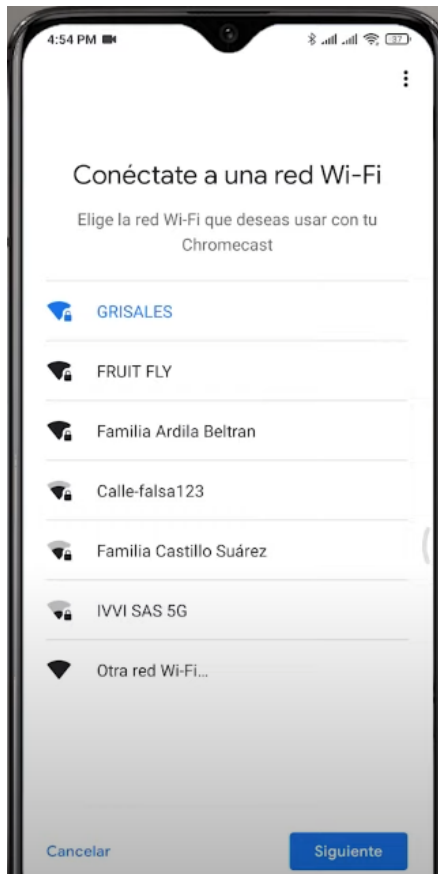 4:54 PM 37
Conéctate a una red Wi-Fi
Elige la red Wi-Fi que deseas usar con tu
Chromecast
GRISALES
FRUIT FLY
Familia Ardila Beltran
Calle-falsa123
Familia Castillo Suárez
IVVI SAS 5G
Otra red Wi-Fi...
Cancelar Siguiente